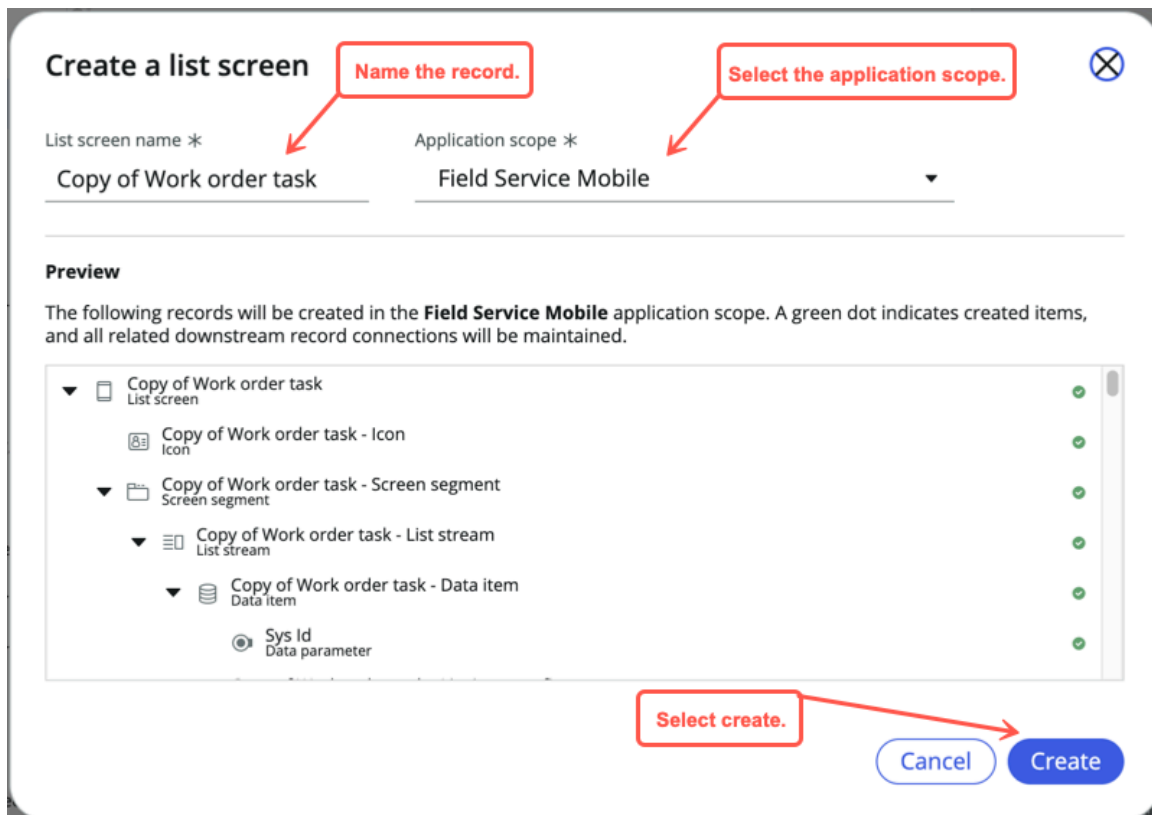 Create a list screen
Name the record.
Select the application scope.
List screen name *
Application scope *
Copy of Work order task
Field Service Mobile
Preview
The following records will be created in the Field Service Mobile application scope. A green dot indicates created items,
and all related downstream record connections will be maintained.
Copy of Work order task
List screen
Copy of Work order task - Icon
Icon
Copy of Work order task - Screen segment
Screen segment
Copy of Work order task - List stream
List stream
Copy of Work order task - Data item
Data item
Sys Id
Data parameter
Select create.
Cancel
Create